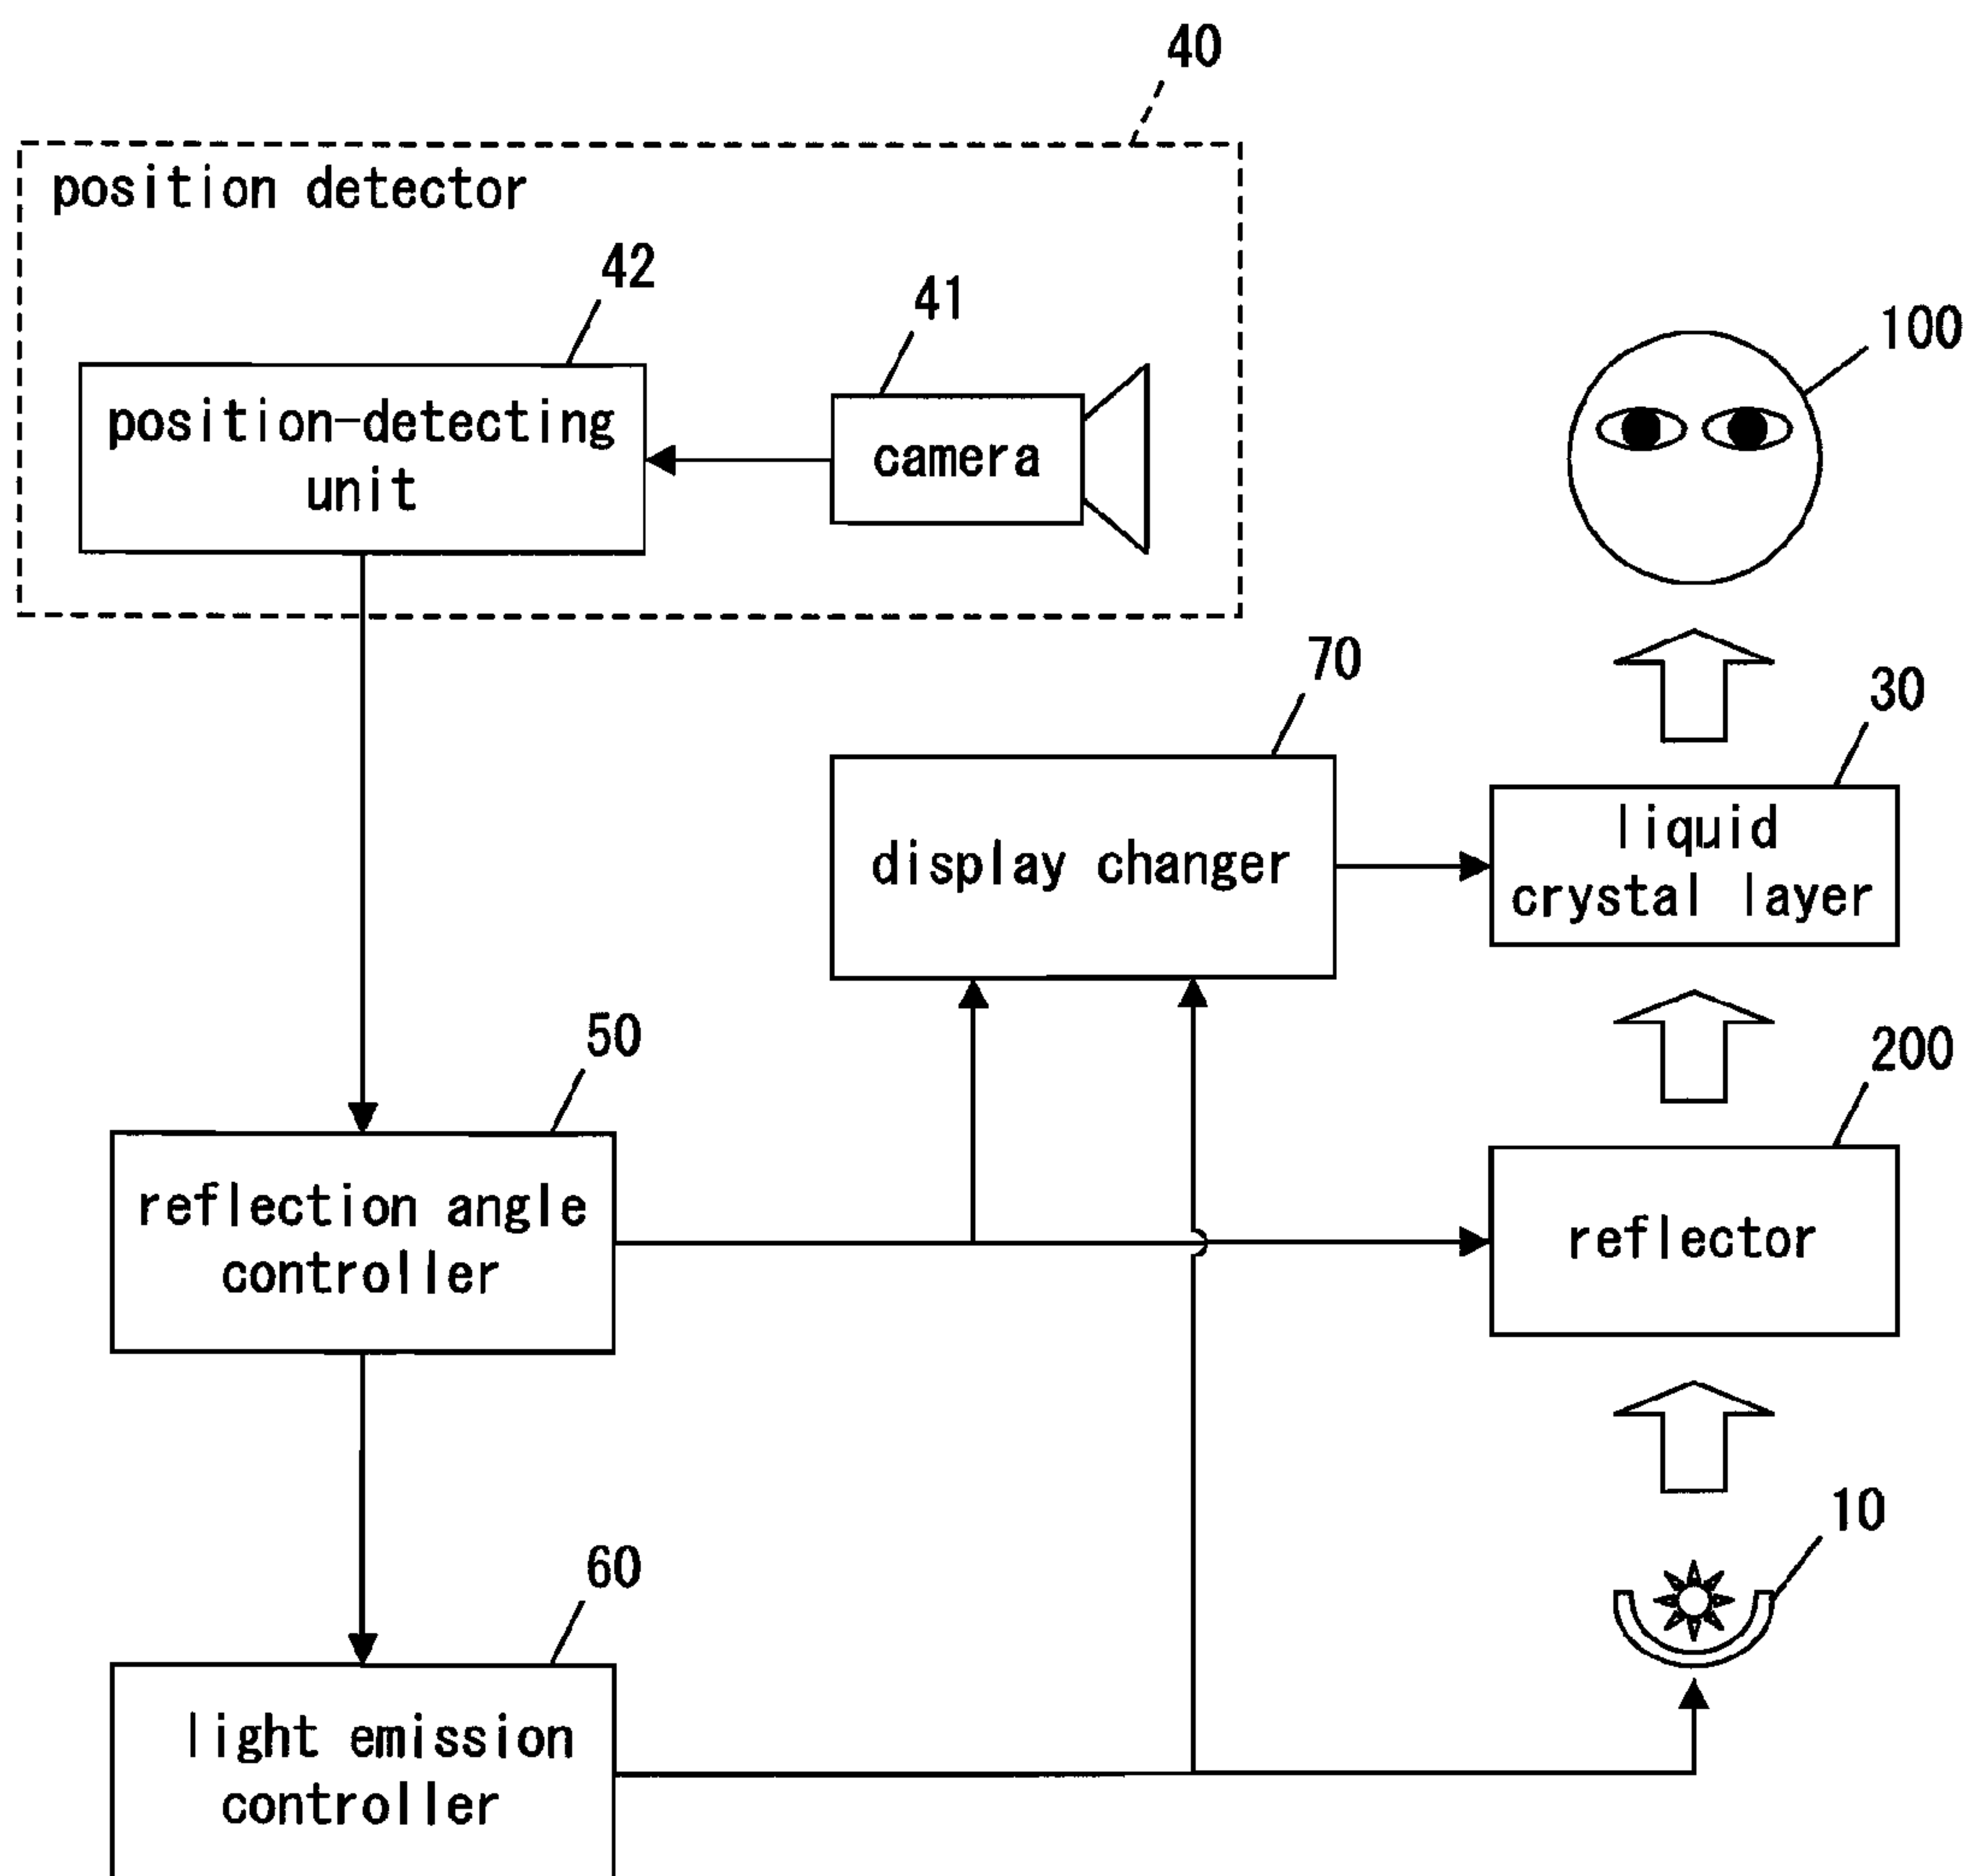 40
position detector
42
41
100
position-detecting
unit
camera
70
30
display changer
liquid
crystal layer
50
200
reflection angle
controller
reflector
10
60
light emission
controller